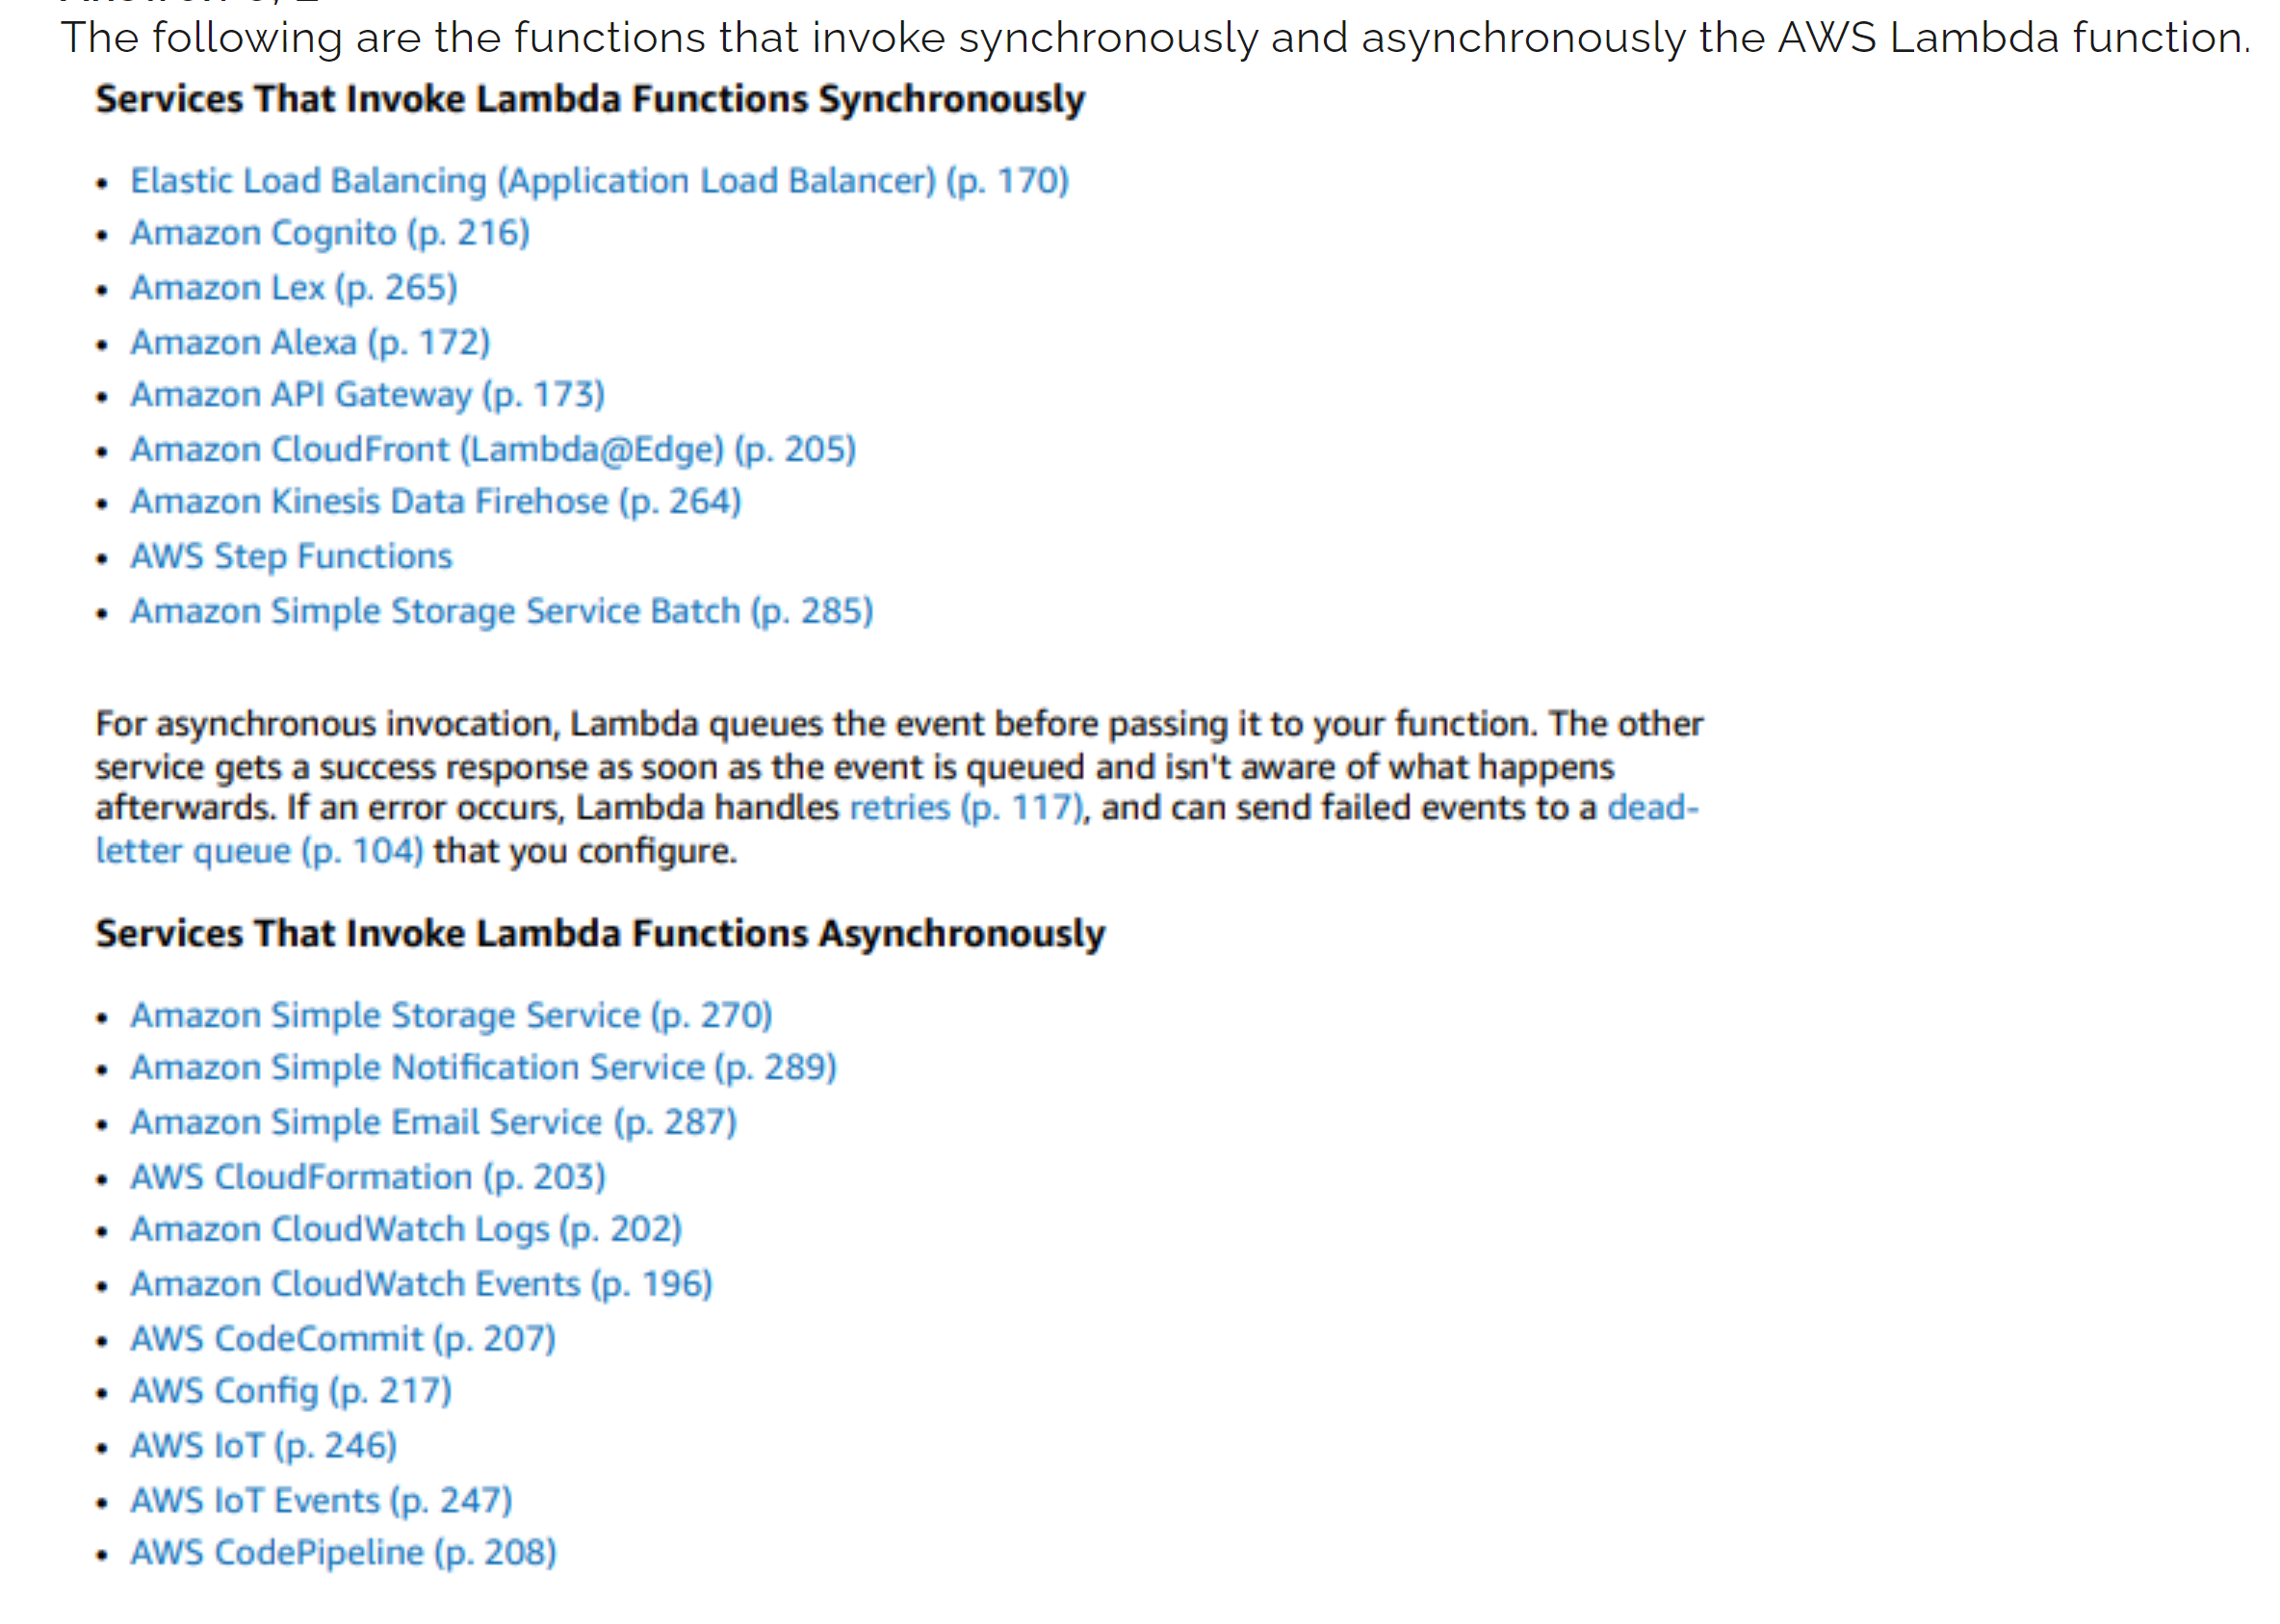 The following are the functions that invoke synchronously and asynchronously the AWS Lambda function.
Services That Invoke Lambda Functions Synchronously
• Elastic Load Balancing (Application Load Balancer) (p. 170)
• Amazon Cognito (p. 216)
• Amazon Lex (p. 265)
• Amazon Alexa (p. 172)
• Amazon API Gateway (p. 173)
• Amazon CloudFront (Lambda@Edge) (p. 205)
• Amazon Kinesis Data Firehose (p. 264)
• AWS Step Functions
• Amazon Simple Storage Service Batch (p. 285)
For asynchronous invocation, Lambda queues the event before passing it to your function. The other
service gets a success response as soon as the event is queued and isn't aware of what happens
afterwards. If an error occurs, Lambda handles retries (p. 117), and can send failed events to a dead-
letter queue (p. 104) that you configure.
Services That Invoke Lambda Functions Asynchronously
• Amazon Simple Storage Service (p. 270)
• Amazon Simple Notification Service (p. 289)
• Amazon Simple Email Service (p. 287)
• AWS CloudFormation (p. 203)
• Amazon CloudWatch Logs (p. 202)
• Amazon CloudWatch Events (p. 196)
• AWS CodeCommit (p. 207)
• AWS Config (p. 217)
• AWS IoT (p. 246)
• AWS IoT Events (p. 247)
• AWS CodePipeline (p. 208)